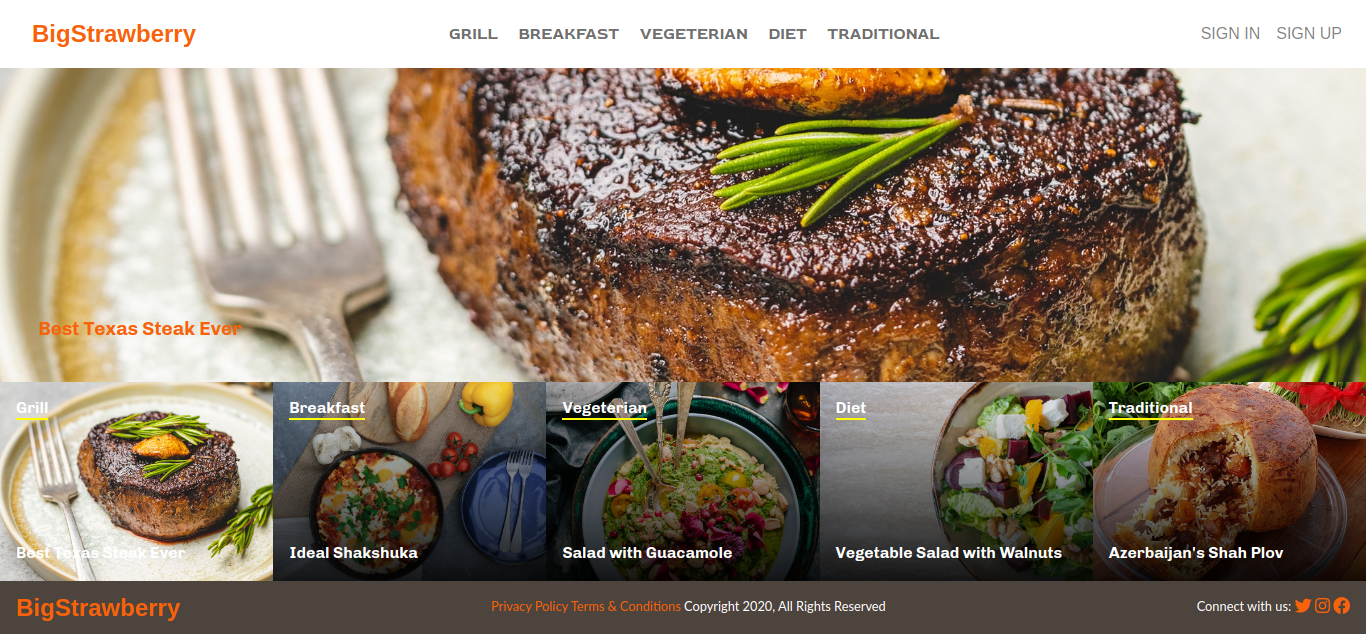 BigStrawberry
GRILL BREAKFAST VEGETERIAN DIET TRADITIONAL
SIGN IN SIGN UP
Best Texas Steak Ever
Grill
Best Texas Steak Ever
Breakfast
Ideal Shakshuka
Vegeterian
Salad with Guacamole
Diet
Vegetable Salad with Walnuts
Traditional
Azerbaijan's Shah Plov
BigStrawberry
Privacy Policy Terms & Conditions Copyright 2020, All Rights Reserved
Connect with us: